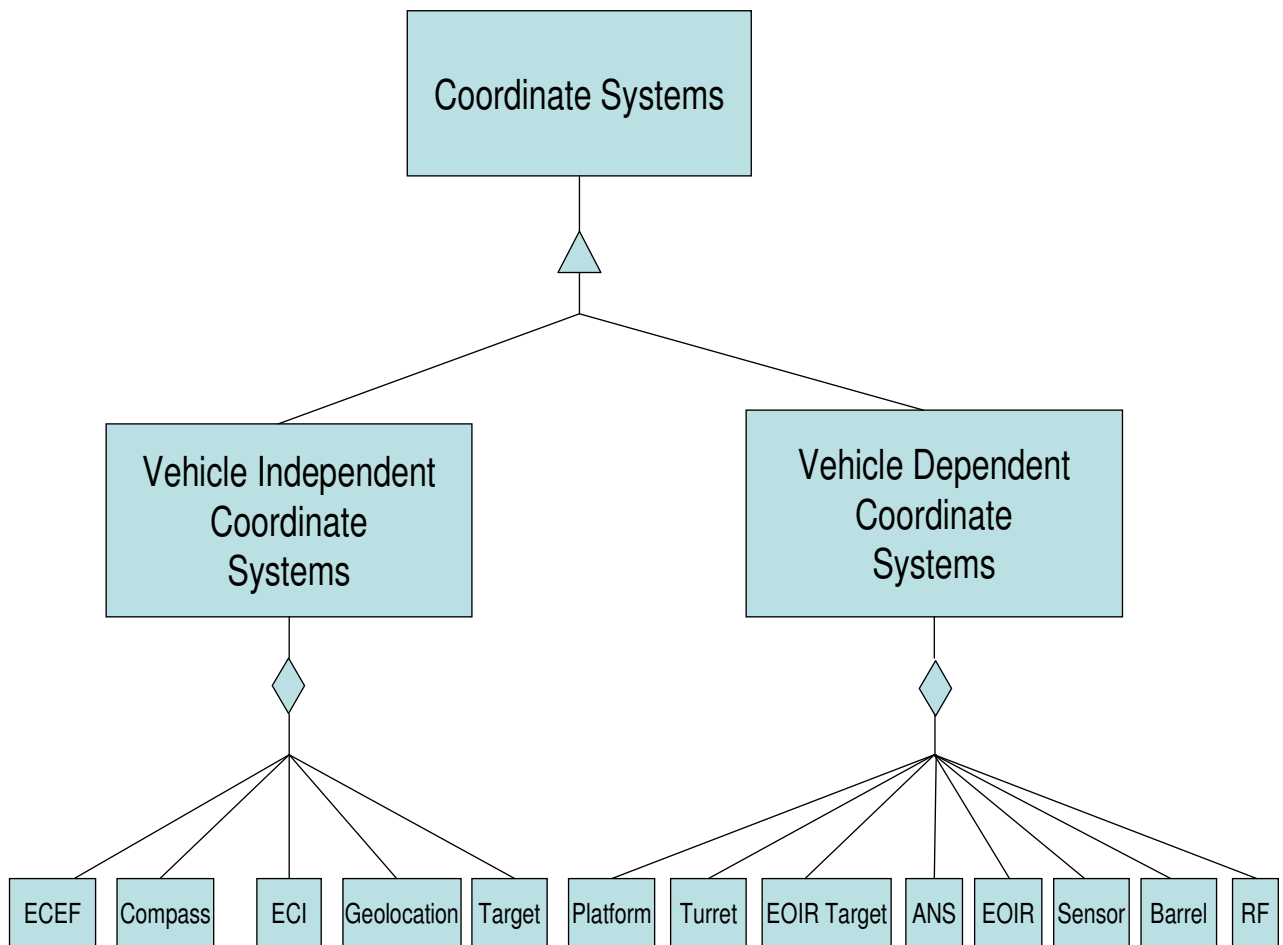 Coordinate Systems
Vehicle Independent
Coordinate
Systems
Vehicle Dependent
Coordinate
Systems
ECEF
Compass
ECI
Geolocation
Target
Platform
Turret
EOIR Target
ANS
EOIR
Sensor
Barrel
RF